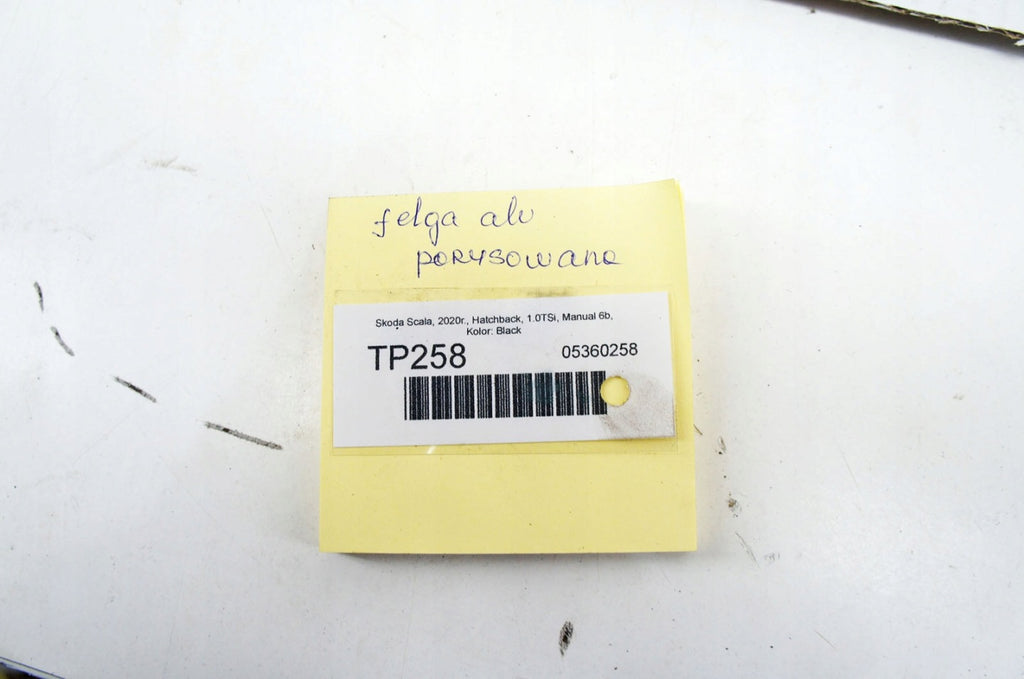 felga alu
porysowana
Skoda Scala, 2020r., Hatchback, 1.0TSi, Manual 6b,
Kolor: Black
TP258 05360258